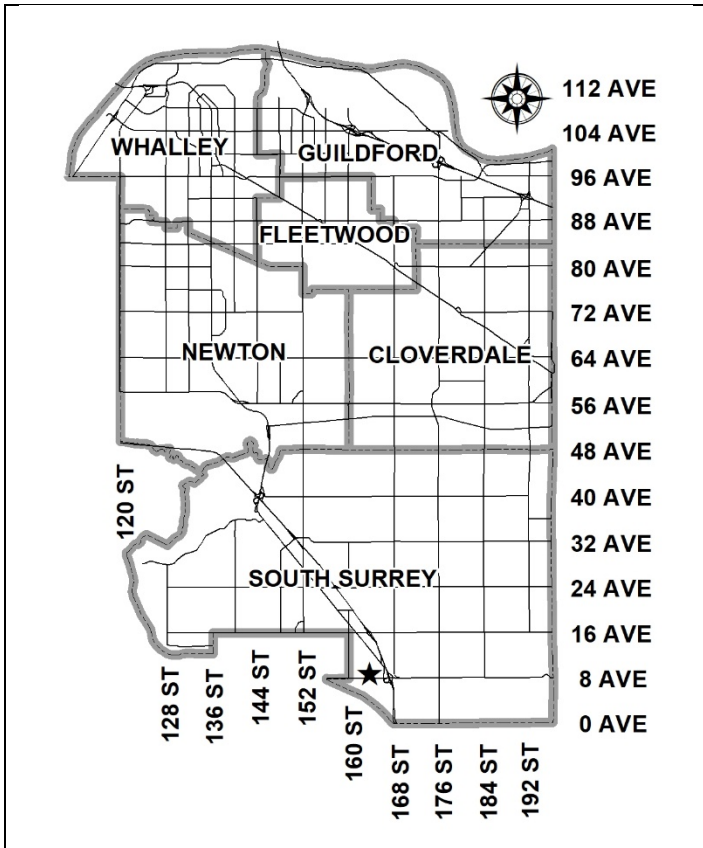 112 AVE
104 AVE
WHALLEY
GUILDFORD
96 AVE
88 AVE
FLEETWOOD
80 AVE
72 AVE
NEWTON
CLOVERDALE
64 AVE
56 AVE
48 AVE
120 ST
40 AVE
32 AVE
SOUTH SURREY
24 AVE
16 AVE
8 AVE
0 AVE
128 ST
136 ST
144 ST
152 ST
160 ST
168 ST
176 ST
184 ST
192 ST